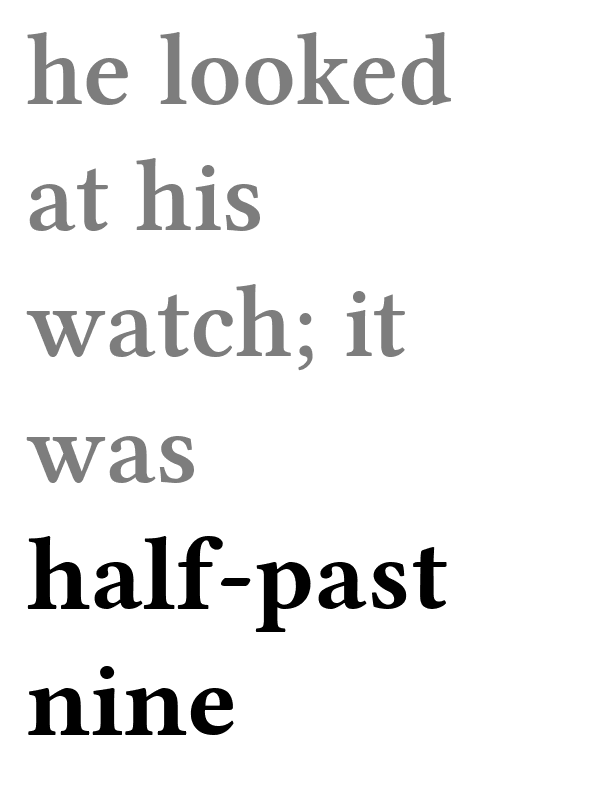 he looked
at his
watch; it
was
half-past
nine